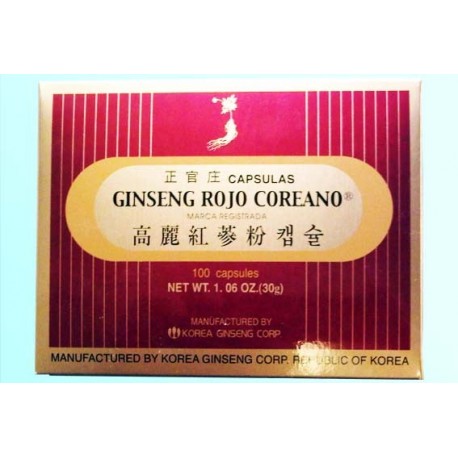 正官庄 CAPSULAS
GINSENG ROJO COREANO®
MARCA REGISTRADA
高麗紅蔘粉캡슐
100 capsules
NET WT. 1. 06 OZ.(30g)
MANUFACTURED BY
KOREA GINSENG CORP.
MANUFACTURED BY KOREA GINSENG CORP. REPUBLIC OF KOREA